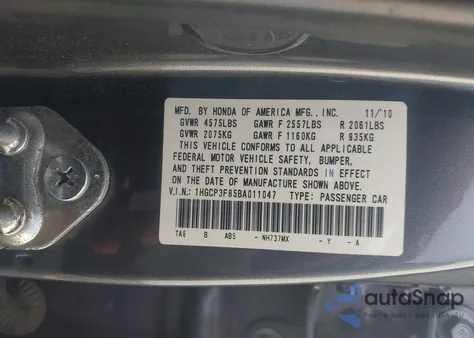 MFD. BY HONDA OF AMERICA MFG., INC. 11/'10
GVWR 4575LBS GAWR F 2557LBS R 2061LBS
GVWR 2075KG GAWR F 1160KG R 935KG
THIS VEHICLE CONFORMS TO ALL APPLICABLE
FEDERAL MOTOR VEHICLE SAFETY, BUMPER,
AND THEFT PREVENTION STANDARDS IN EFFECT
ON THE DATE OF MANUFACTURE SHOWN ABOVE.
V.I.N.: 1HGCP3F85BA011047 TYPE: PASSENGER CAR
TA6 B AB5 - NH737MX - Y - A
autoSnap